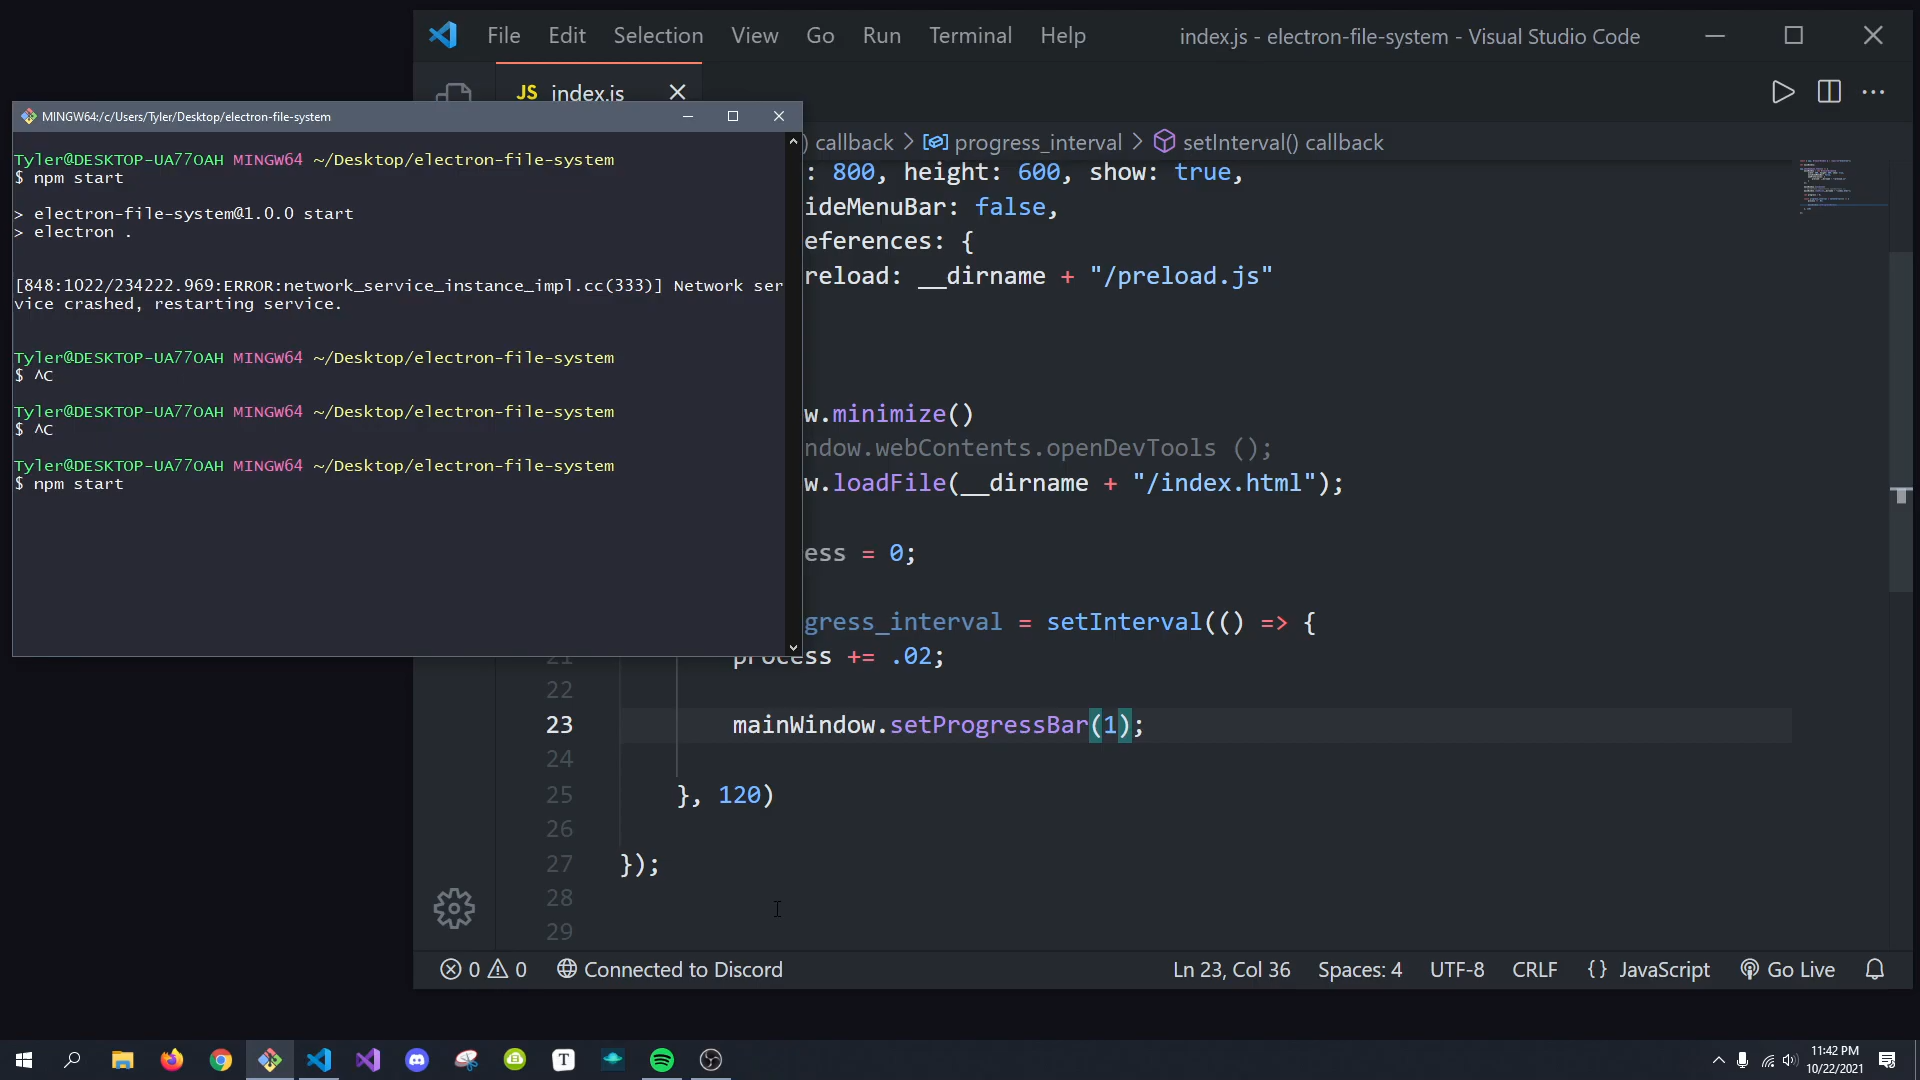 File Edit Selection View Go Run Terminal Help
index.js - electron-file-system - Visual Studio Code
JS index.js
MINGW64:/c/Users/Tyler/Desktop/electron-file-system
Tyler@DESKTOP-UA77OAH MINGW64 ~/Desktop/electron-file-system
$ npm start
> electron-file-system@1.0.0 start
> electron .
[848:1022/234222.969:ERROR:network_service_instance_impl.cc(333)] Network ser
vice crashed, restarting service.
Tyler@DESKTOP-UA77OAH MINGW64 ~/Desktop/electron-file-system
$ ^C
Tyler@DESKTOP-UA77OAH MINGW64 ~/Desktop/electron-file-system
$ ^C
Tyler@DESKTOP-UA77OAH MINGW64 ~/Desktop/electron-file-system
$ npm start
) callback > progress_interval > setInterval() callback
: 800, height: 600, show: true,
ideMenuBar: false,
eferences: {
reload: __dirname + "/preload.js"
w.minimize()
ndow.webContents.openDevTools ();
w.loadFile(__dirname + "/index.html");
ess = 0;
gress_interval = setInterval(() => {
21 process += .02;
22
23 mainWindow.setProgressBar(1);
24
25 }, 120)
26
27 });
28
29
0 0 Connected to Discord
Ln 23, Col 36 Spaces: 4 UTF-8 CRLF {} JavaScript Go Live
T
11:42 PM
10/22/2021